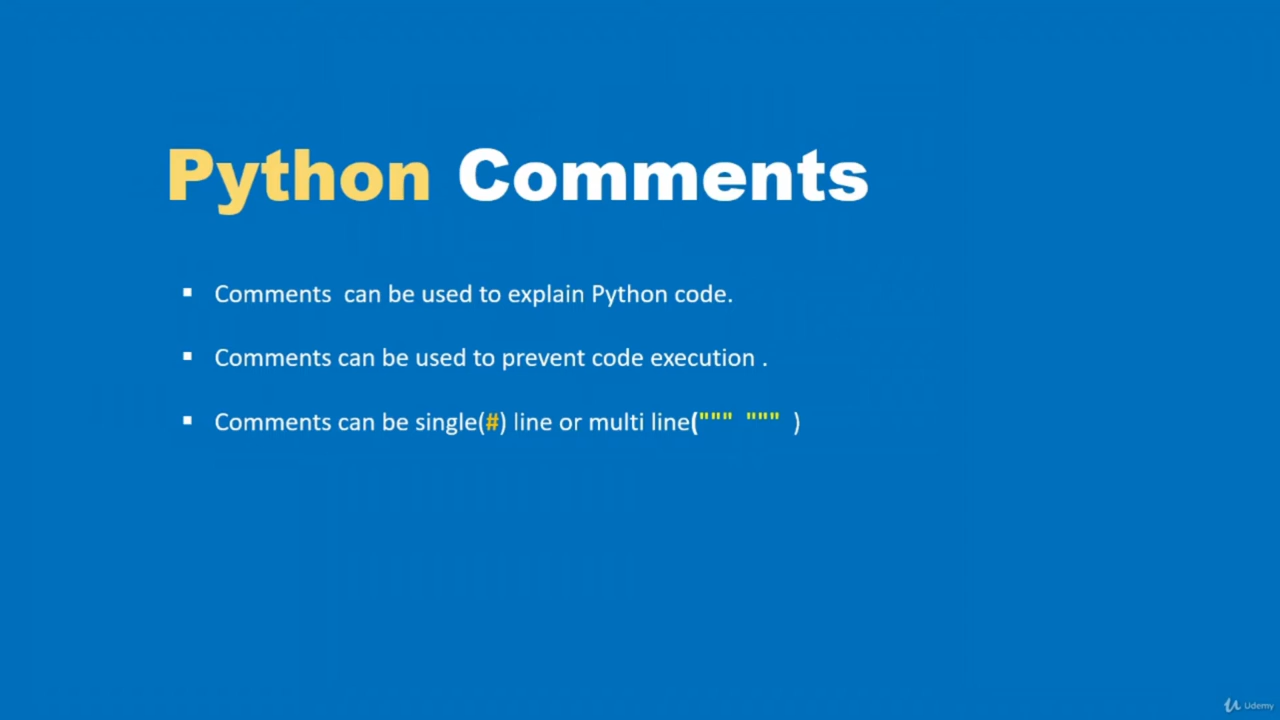 Python Comments
▪ Comments can be used to explain Python code.
▪ Comments can be used to prevent code execution .
▪ Comments can be single(#) line or multi line(""" """ )
Udemy